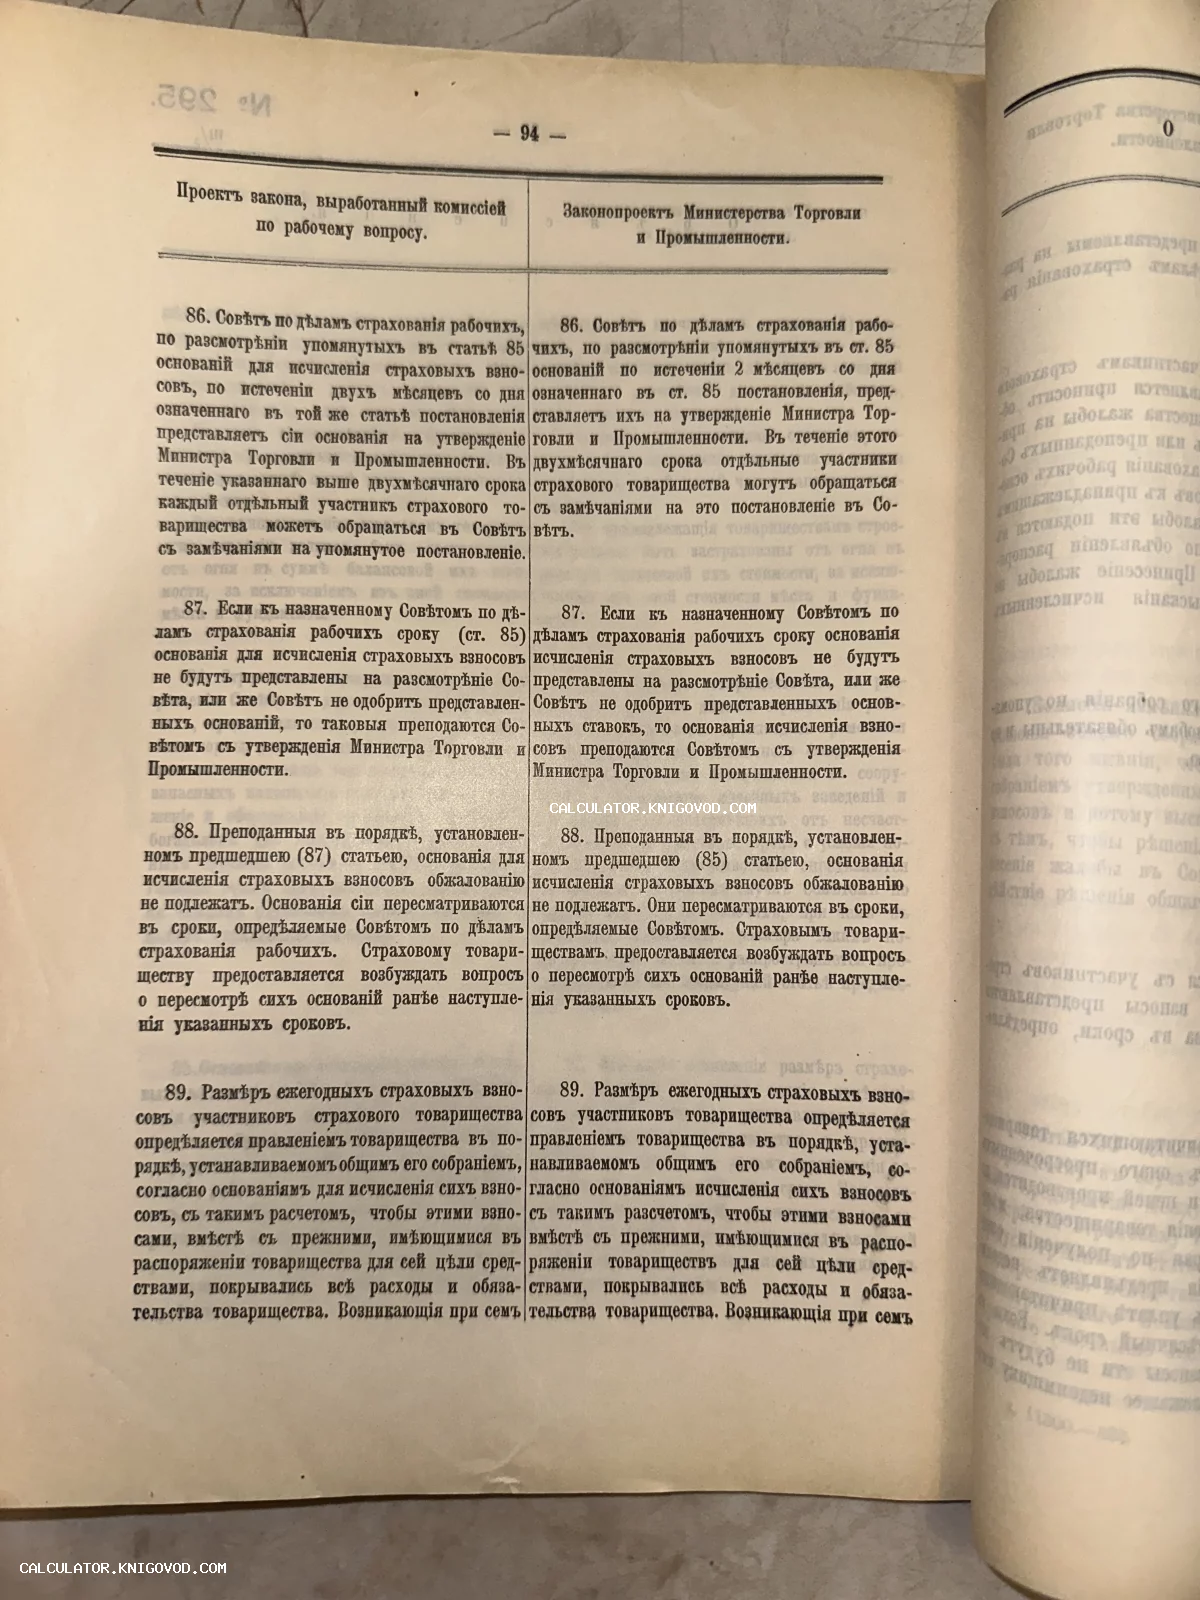 № 295.
— 94 —
Проектъ закона, выработанный комиссіей
по рабочему вопросу.
86. Совѣтъ по дѣламъ страхованія рабочихъ,
по разсмотрѣніи упомянутыхъ въ статьѣ 85
основаній для исчисленія страховыхъ взно-
совъ, по истеченіи двухъ мѣсяцевъ со дня
означеннаго въ той же статьѣ постановленія
представляетъ сіи основанія на утвержденіе
Министра Торговли и Промышленности. Въ
теченіе указаннаго выше двухмѣсячнаго срока
каждый отдѣльный участникъ страхового то-
варищества можетъ обращаться въ Совѣтъ
съ замѣчаніями на упомянутое постановленіе.
87. Если къ назначенному Совѣтомъ по дѣ-
ламъ страхованія рабочихъ сроку (ст. 85)
основанія для исчисленія страховыхъ взносовъ
не будутъ представлены на разсмотрѣніе Со-
вѣта, или же Совѣтъ не одобритъ представлен-
ныхъ основаній, то таковыя преподаются Со-
вѣтомъ съ утвержденія Министра Торговли и
Промышленности.
88. Преподанныя въ порядкѣ, установлен-
номъ предшедшею (87) статьею, основанія для
исчисленія страховыхъ взносовъ обжалованію
не подлежатъ. Основанія сіи пересматриваются
въ сроки, опредѣляемые Совѣтомъ по дѣламъ
страхованія рабочихъ. Страховому товари-
ществу предоставляется возбуждать вопросъ
о пересмотрѣ сихъ основаній ранѣе наступле-
нія указанныхъ сроковъ.
89. Размѣръ ежегодныхъ страховыхъ взно-
совъ участниковъ страхового товарищества
опредѣляется правленіемъ товарищества въ по-
рядкѣ, устанавливаемомъ общимъ его собраніемъ,
согласно основаніямъ для исчисленія сихъ взно-
совъ, съ такимъ расчетомъ, чтобы этими взно-
сами, вмѣстѣ съ прежними, имѣющимися въ
распоряженіи товарищества для сей цѣли сред-
ствами, покрывались всѣ расходы и обяза-
тельства товарищества. Возникающія при семъ
Законопроектъ Министерства Торговли
и Промышленности.
86. Совѣтъ по дѣламъ страхованія рабо-
чихъ, по разсмотрѣніи упомянутыхъ въ ст. 85
основаній по истеченіи 2 мѣсяцевъ со дня
означеннаго въ ст. 85 постановленія, пред-
ставляетъ ихъ на утвержденіе Министра Тор-
говли и Промышленности. Въ теченіе этого
двухмѣсячнаго срока отдѣльные участники
страхового товарищества могутъ обращаться
съ замѣчаніями на это постановленіе въ Со-
вѣтъ.
87. Если къ назначенному Совѣтомъ по
дѣламъ страхованія рабочихъ сроку основанія
исчисленія страховыхъ взносовъ не будутъ
представлены на разсмотрѣніе Совѣта, или же
Совѣтъ не одобритъ представленныхъ основ-
ныхъ ставокъ, то основанія исчисленія взно-
совъ преподаются Совѣтомъ съ утвержденія
Министра Торговли и Промышленности.
CALCULATOR.KNIGOVOD.COM
88. Преподанныя въ порядкѣ, установлен-
номъ предшедшею (85) статьею, основанія
исчисленія страховыхъ взносовъ обжалованію
не подлежатъ. Они пересматриваются въ сроки,
опредѣляемые Совѣтомъ. Страховымъ товари-
ществамъ предоставляется возбуждать вопросъ
о пересмотрѣ сихъ основаній ранѣе наступле-
нія указанныхъ сроковъ.
89. Размѣръ ежегодныхъ страховыхъ взно-
совъ участниковъ товарищества опредѣляется
правленіемъ товарищества въ порядкѣ, уста-
навливаемомъ общимъ его собраніемъ, со-
гласно основаніямъ исчисленія сихъ взносовъ
съ такимъ разсчетомъ, чтобы этими взносами
вмѣстѣ съ прежними, имѣющимися въ распо-
ряженіи товариществъ для сей цѣли сред-
ствами, покрывались всѣ расходы и обяза-
тельства товарищества. Возникающія при семъ
О
CALCULATOR.KNIGOVOD.COM